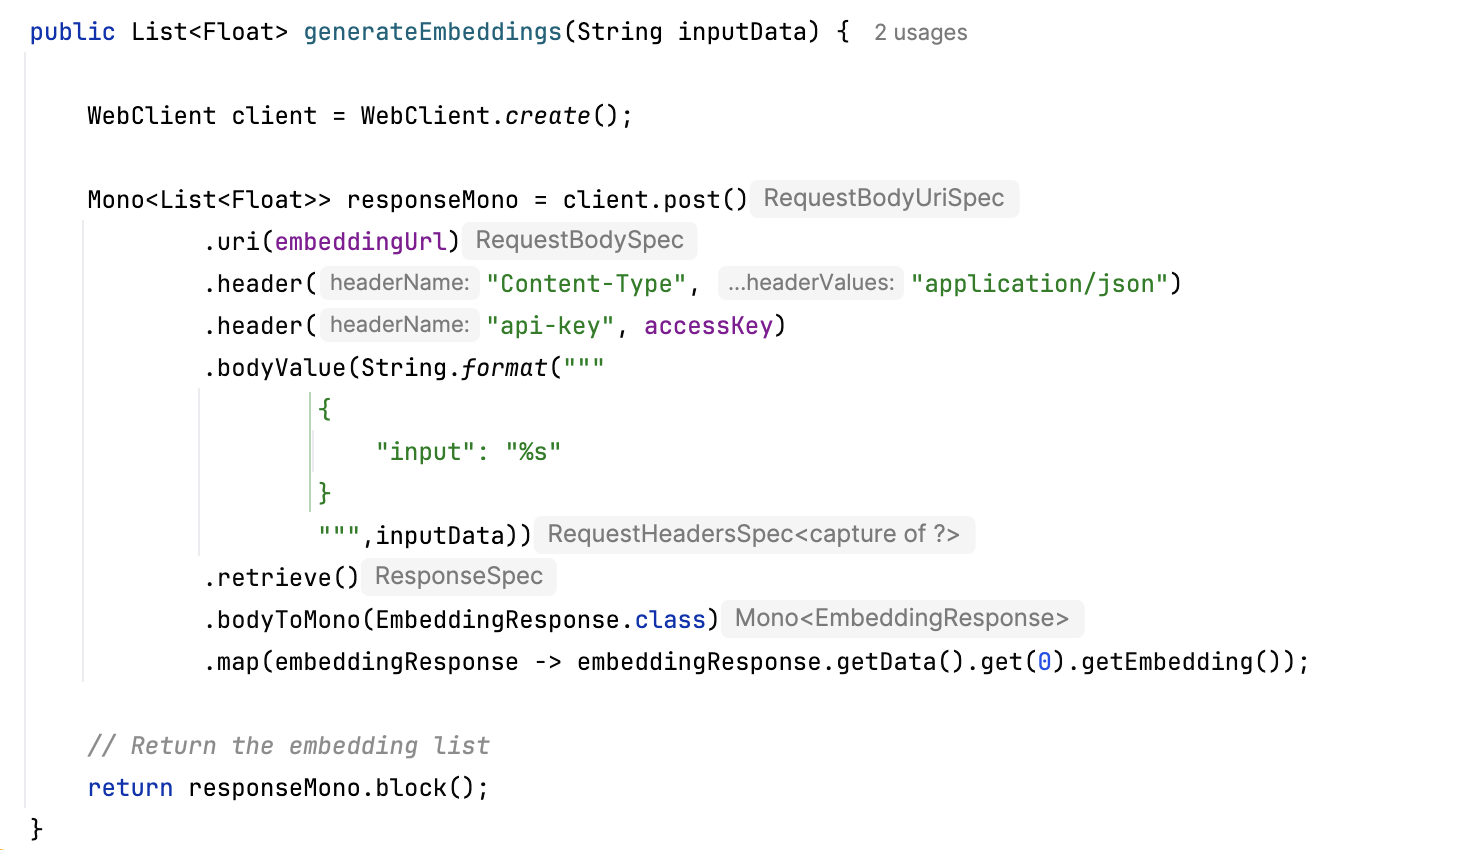 public List<Float> generateEmbeddings(String inputData) { 2 usages
WebClient client = WebClient.create();
Mono<List<Float>> responseMono = client.post() RequestBodyUriSpec
.uri(embeddingUrl) RequestBodySpec
.header( headerName: "Content-Type", ...headerValues: "application/json")
.header( headerName: "api-key", accessKey)
.bodyValue(String.format("""
{
"input": "%s"
}
""",inputData)) RequestHeadersSpec<capture of ?>
.retrieve() ResponseSpec
.bodyToMono(EmbeddingResponse.class) Mono<EmbeddingResponse>
.map(embeddingResponse -> embeddingResponse.getData().get(0).getEmbedding());
// Return the embedding list
return responseMono.block();
}